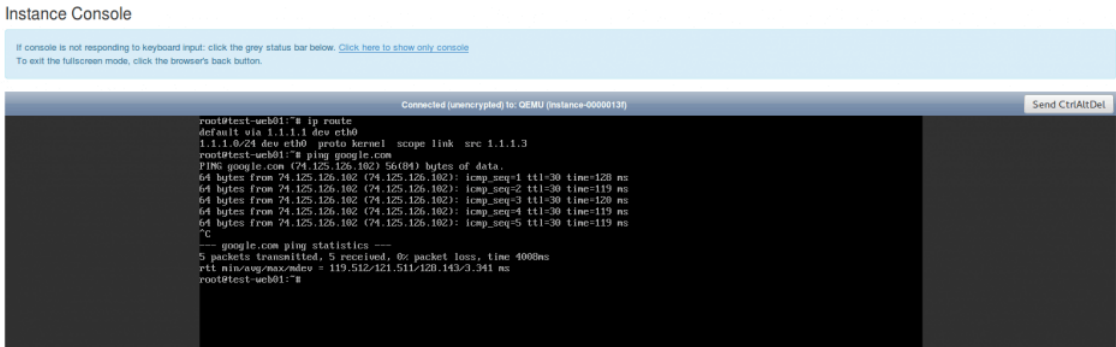 Instance Console
If console is not responding to keyboard input: click the grey status bar below. Click here to show only console
To exit the fullscreen mode, click the browser's back button.
Connected (unencrypted) to: QEMU (instance-0000013f)
Send CtrlAltDel
root@test-web01:~# ip route
default via 1.1.1.1 dev eth0
1.1.1.0/24 dev eth0  proto kernel  scope link  src 1.1.1.3
root@test-web01:~# ping google.com
PING google.com (74.125.126.102) 56(84) bytes of data.
64 bytes from 74.125.126.102 (74.125.126.102): icmp_seq=1 ttl=30 time=128 ms
64 bytes from 74.125.126.102 (74.125.126.102): icmp_seq=2 ttl=30 time=119 ms
64 bytes from 74.125.126.102 (74.125.126.102): icmp_seq=3 ttl=30 time=120 ms
64 bytes from 74.125.126.102 (74.125.126.102): icmp_seq=4 ttl=30 time=119 ms
64 bytes from 74.125.126.102 (74.125.126.102): icmp_seq=5 ttl=30 time=119 ms
^C
--- google.com ping statistics ---
5 packets transmitted, 5 received, 0% packet loss, time 4008ms
rtt min/avg/max/mdev = 119.512/121.511/128.143/3.341 ms
root@test-web01:~#